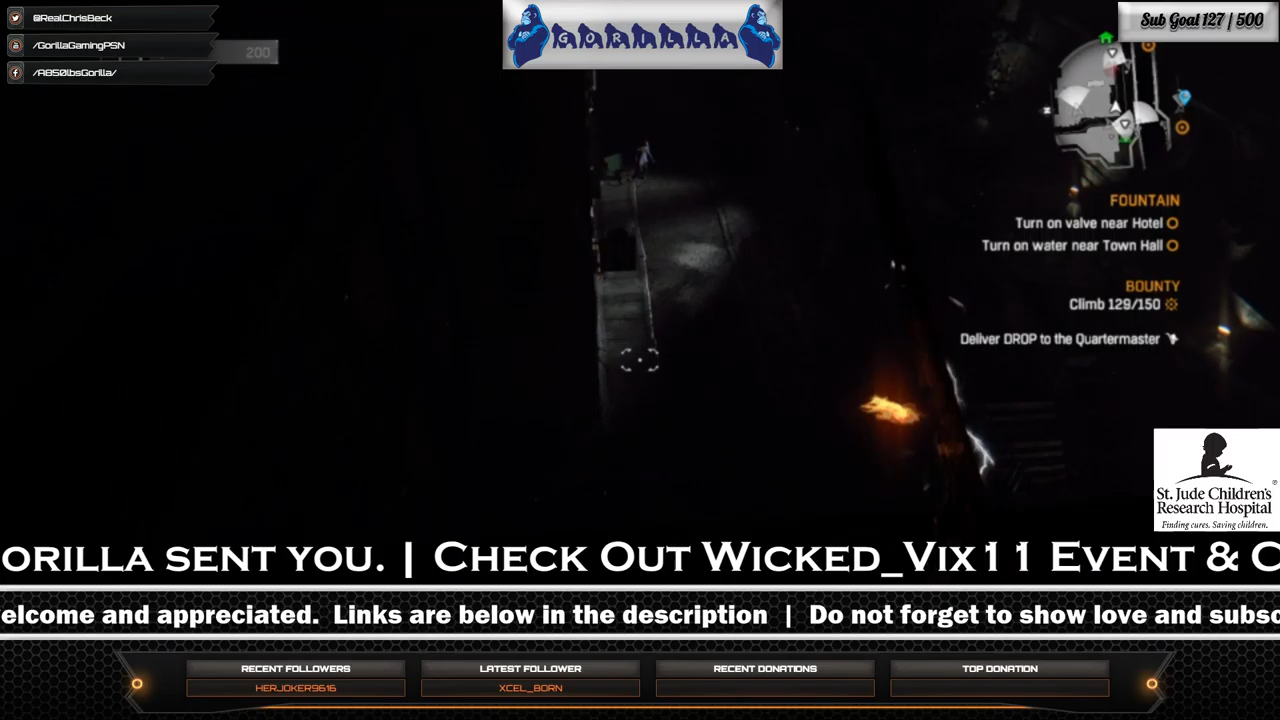 @RealChrisBeck
/GorillaGamingPSN
200
/A850lbsGorilla/
GORILLA
Sub Goal 127 / 500
FOUNTAIN
Turn on valve near Hotel
Turn on water near Town Hall
BOUNTY
Climb 129/150
Deliver DROP to the Quartermaster
St. Jude Children's
Research Hospital
®
Finding cures. Saving children.
ORILLA SENT YOU. | CHECK OUT WICKED_VIX11 EVENT & C
elcome and appreciated. Links are below in the description | Do not forget to show love and subsc
RECENT FOLLOWERS
LATEST FOLLOWER
RECENT DONATIONS
TOP DONATION
HERJOKER9616
XCEL_BORN